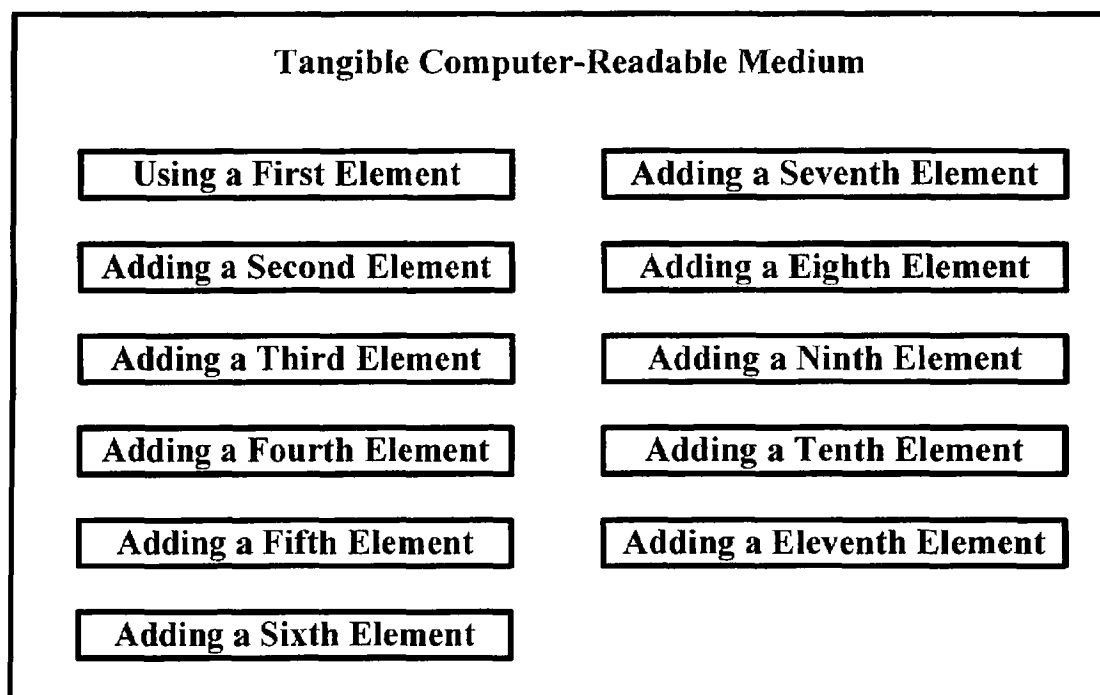 Tangible Computer-Readable Medium
Using a First Element
Adding a Second Element
Adding a Third Element
Adding a Fourth Element
Adding a Fifth Element
Adding a Sixth Element
Adding a Seventh Element
Adding a Eighth Element
Adding a Ninth Element
Adding a Tenth Element
Adding a Eleventh Element